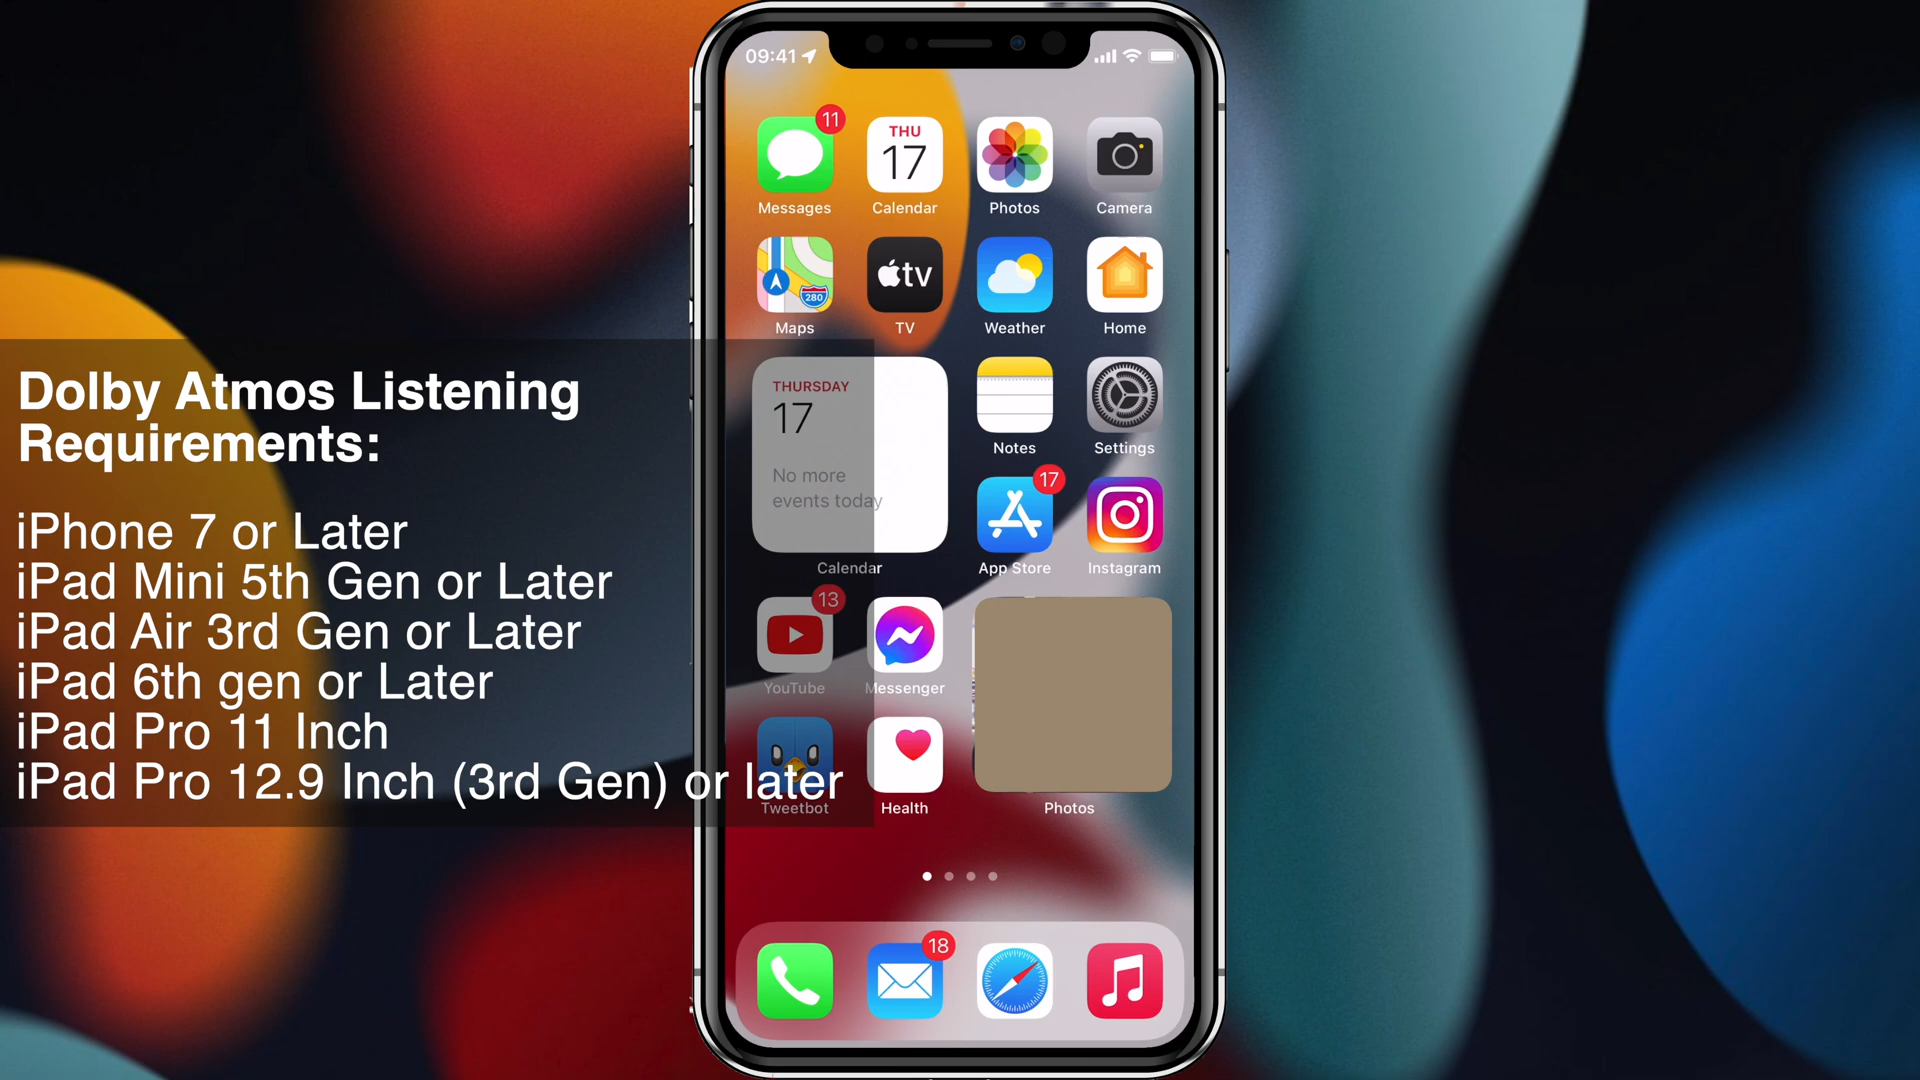 09:41
11
THU
17
Messages
Calendar
Photos
Camera
280
tv
Maps
TV
Weather
Home
Dolby Atmos Listening
Requirements:
iPhone 7 or Later
iPad Mini 5th Gen or Later
iPad Air 3rd Gen or Later
iPad 6th gen or Later
iPad Pro 11 Inch
iPad Pro 12.9 Inch (3rd Gen) or later
THURSDAY
17
No more
events today
Calendar
Notes
Settings
17
App Store
Instagram
13
YouTube
Messenger
Tweetbot
Health
Photos
18